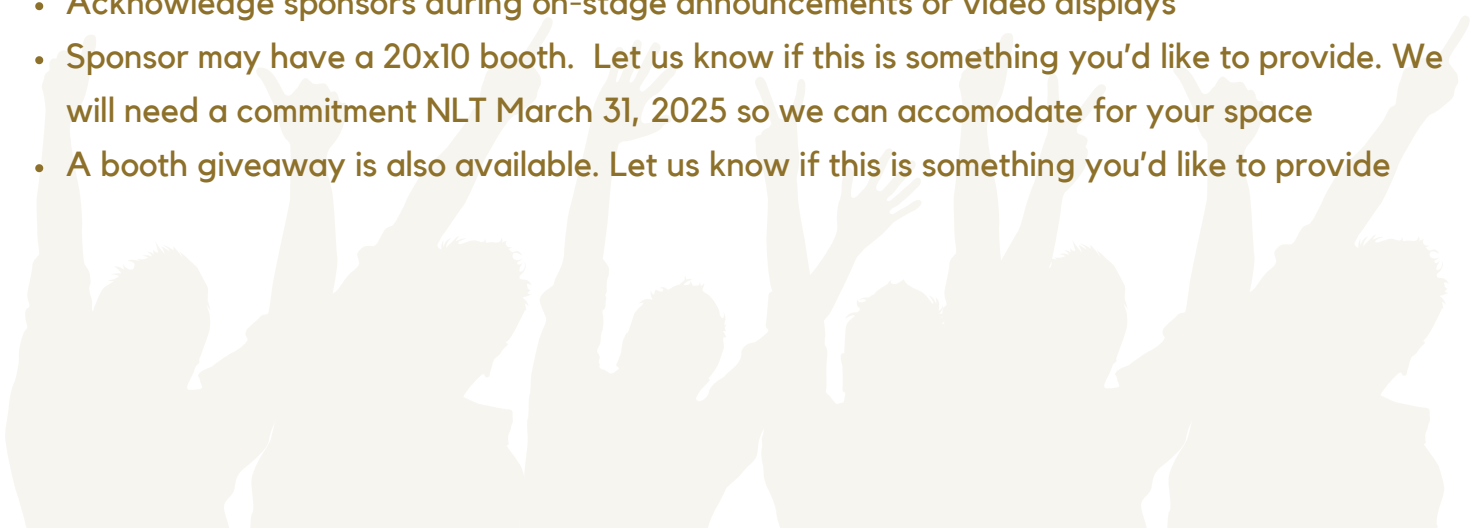 • Acknowledge sponsors during on-stage announcements or video displays
• Sponsor may have a 20x10 booth.  Let us know if this is something you'd like to provide. We
will need a commitment NLT March 31, 2025 so we can accomodate for your space
• A booth giveaway is also available. Let us know if this is something you'd like to provide